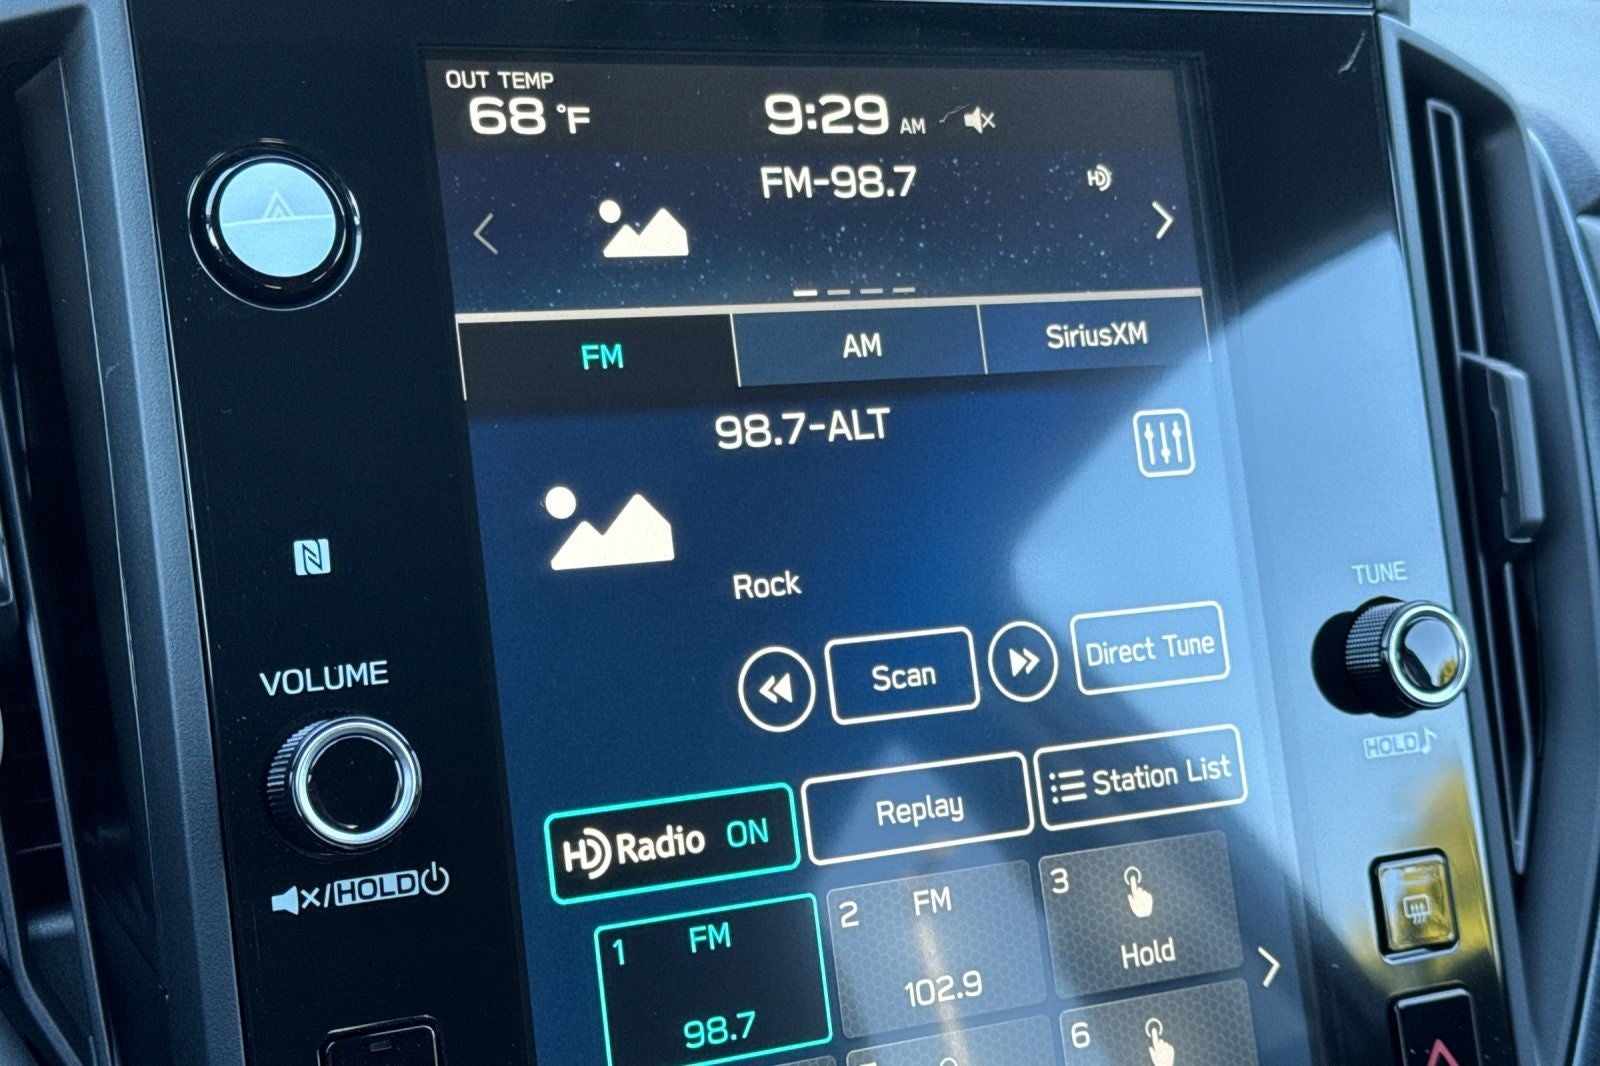 OUT TEMP
68 °F
9:29 AM
FM-98.7
HD
FM
AM
SiriusXM
98.7-ALT
Rock
Scan
Direct Tune
HD Radio ON
Replay
Station List
1
FM
98.7
2
FM
102.9
3
Hold
6
N
VOLUME
/HOLD
TUNE
HOLD